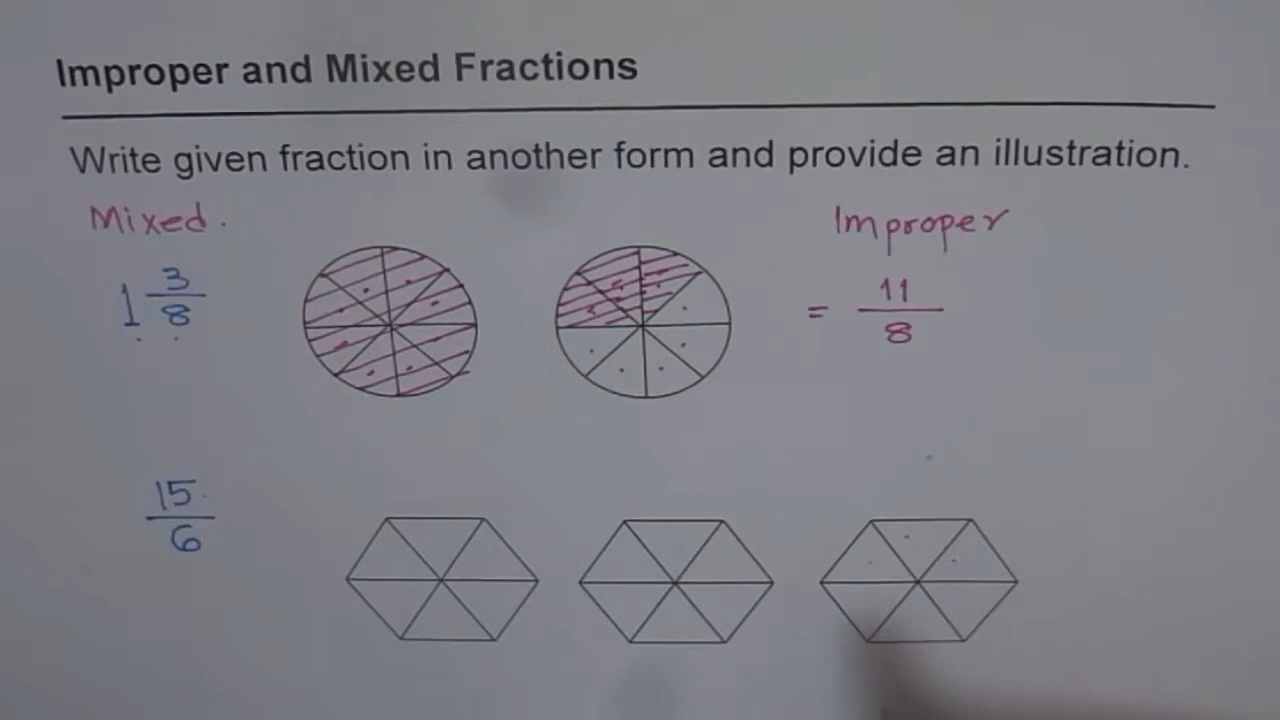 Improper and Mixed Fractions
Write given fraction in another form and provide an illustration.
Mixed. Improper
1 3/8 = 11/8
15/6